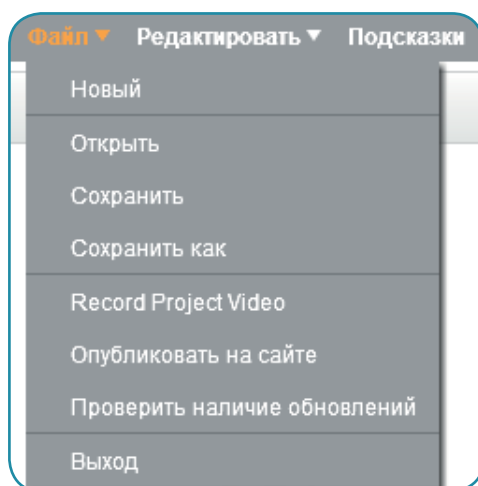 Файл ▼ Редактировать ▼ Подсказки
Новый
Открыть
Сохранить
Сохранить как
Record Project Video
Опубликовать на сайте
Проверить наличие обновлений
Выход